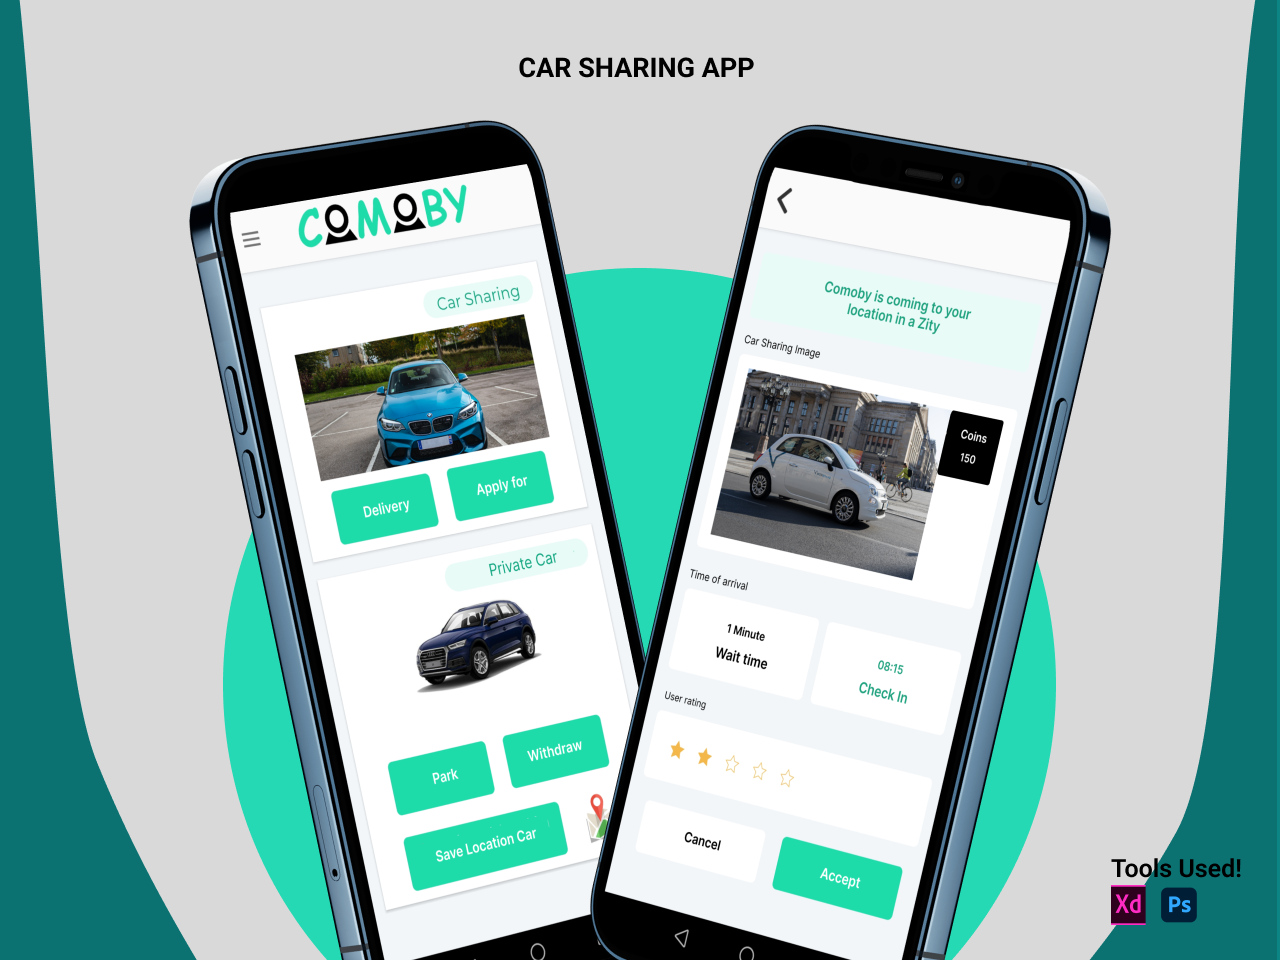 CAR SHARING APP
COMOBY
Car Sharing
Delivery
Apply for
Private Car
Park
Withdraw
Save Location Car
Comoby is coming to your
location in a Zity
Car Sharing Image
Coins
150
Time of arrival
1 Minute
Wait time
08:15
Check In
User rating
Cancel
Accept
Tools Used!
Xd
Ps